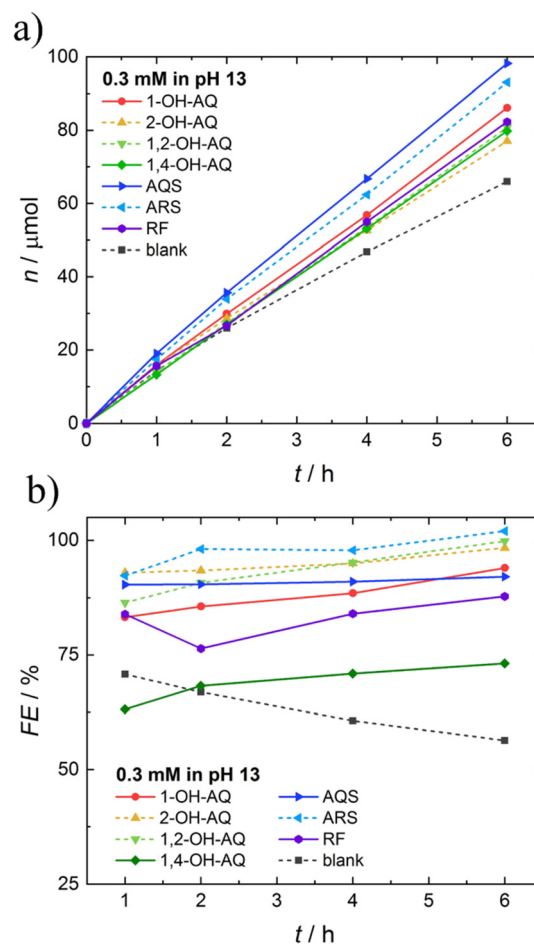 a)
100
80
60
40
20
0
n / μmol
0.3 mM in pH 13
1-OH-AQ
2-OH-AQ
1,2-OH-AQ
1,4-OH-AQ
AQS
ARS
RF
blank
0 1 2 3 4 5 6
t / h
b)
100
75
50
25
FE / %
0.3 mM in pH 13
1-OH-AQ AQS
2-OH-AQ ARS
1,2-OH-AQ RF
1,4-OH-AQ blank
1 2 3 4 5 6
t / h